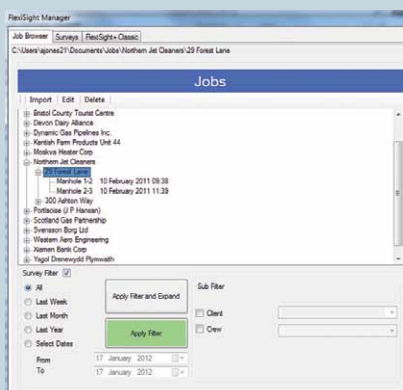 FlexiSight Manager
Job Browser Surveys FlexiSight+ Classic
C:\Users\ajones21\Documents\Jobs\Northern Jet Cleaners\29 Forest Lane
Jobs
Import Edit Delete
Bristol County Tourist Centre
Devon Dairy Alliance
Dynamic Gas Pipelines Inc.
Kentish Farm Products Unit 44
Moskva Heater Corp
Northern Jet Cleaners
29 Forest Lane
Manhole 1-2 10 February 2011 09:38
Manhole 2-3 10 February 2011 11:39
300 Ashton Way
Portlaoise (J P Hansen)
Scotland Gas Partnership
Svensson Borg Ltd
Western Aero Engineering
Xiamen Bank Corp
Ysgol Drenewydd Plymwaith
Survey Filter
All
Last Week
Last Month
Last Year
Select Dates
Apply Filter and Expand
Apply Filter
Sub Filter
Client
Crew
From 17 January 2012
To 17 January 2012